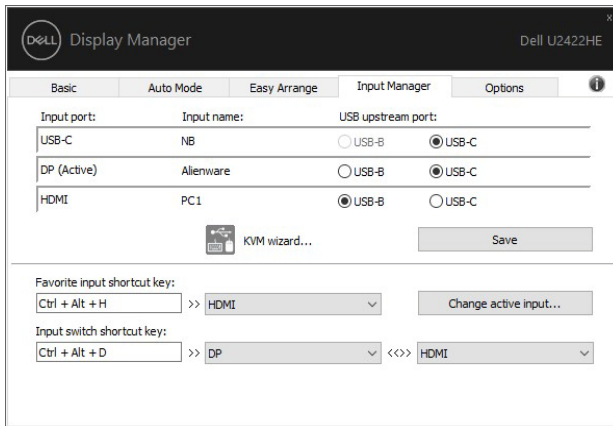 DELL Display Manager Dell U2422HE x
Basic Auto Mode Easy Arrange Input Manager Options i
Input port: Input name: USB upstream port:
USB-C NB USB-B USB-C
DP (Active) Alienware USB-B USB-C
HDMI PC1 USB-B USB-C
KVM wizard... Save
Favorite input shortcut key:
Ctrl + Alt + H >> HDMI Change active input...
Input switch shortcut key:
Ctrl + Alt + D >> DP <<>> HDMI